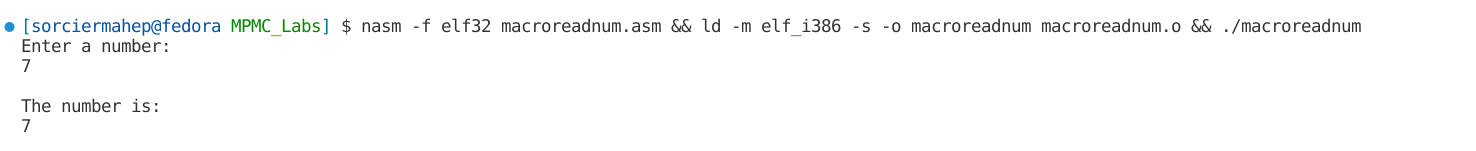 [sorciermahep@fedora MPMC_Labs] $ nasm -f elf32 macroreadnum.asm && ld -m elf_i386 -s -o macroreadnum macroreadnum.o && ./macroreadnum
Enter a number:
7
The number is:
7